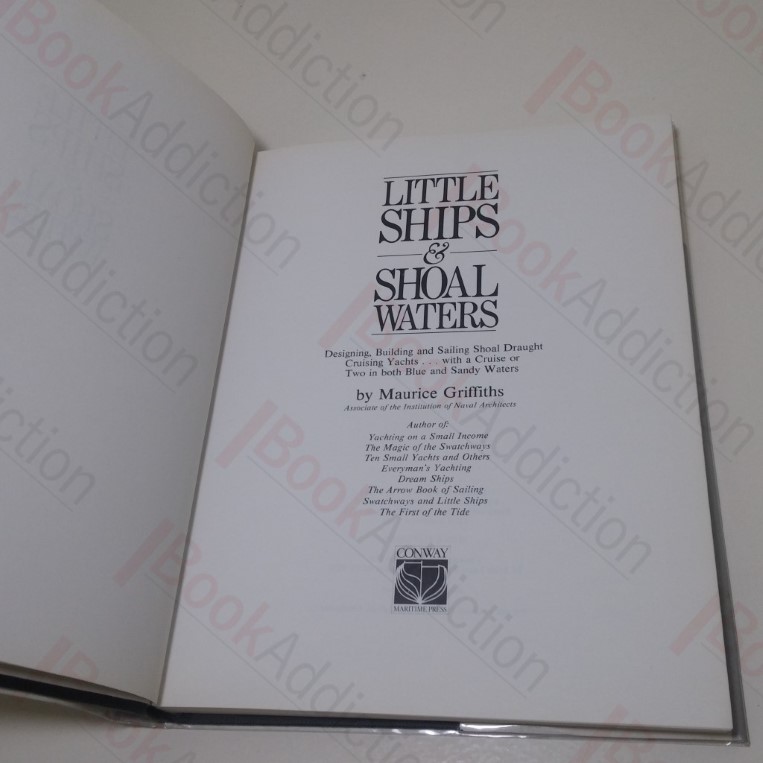 LITTLE
SHIPS
&
SHOAL
WATERS
Designing, Building and Sailing Shoal Draught
Cruising Yachts . . . with a Cruise or
Two in both Blue and Sandy Waters
by Maurice Griffiths
Associate of the Institution of Naval Architects
Author of:
Yachting on a Small Income
The Magic of the Swatchways
Ten Small Yachts and Others
Everyman's Yachting
Dream Ships
The Arrow Book of Sailing
Swatchways and Little Ships
The First of the Tide
CONWAY
MARITIME PRESS
BookAddiction